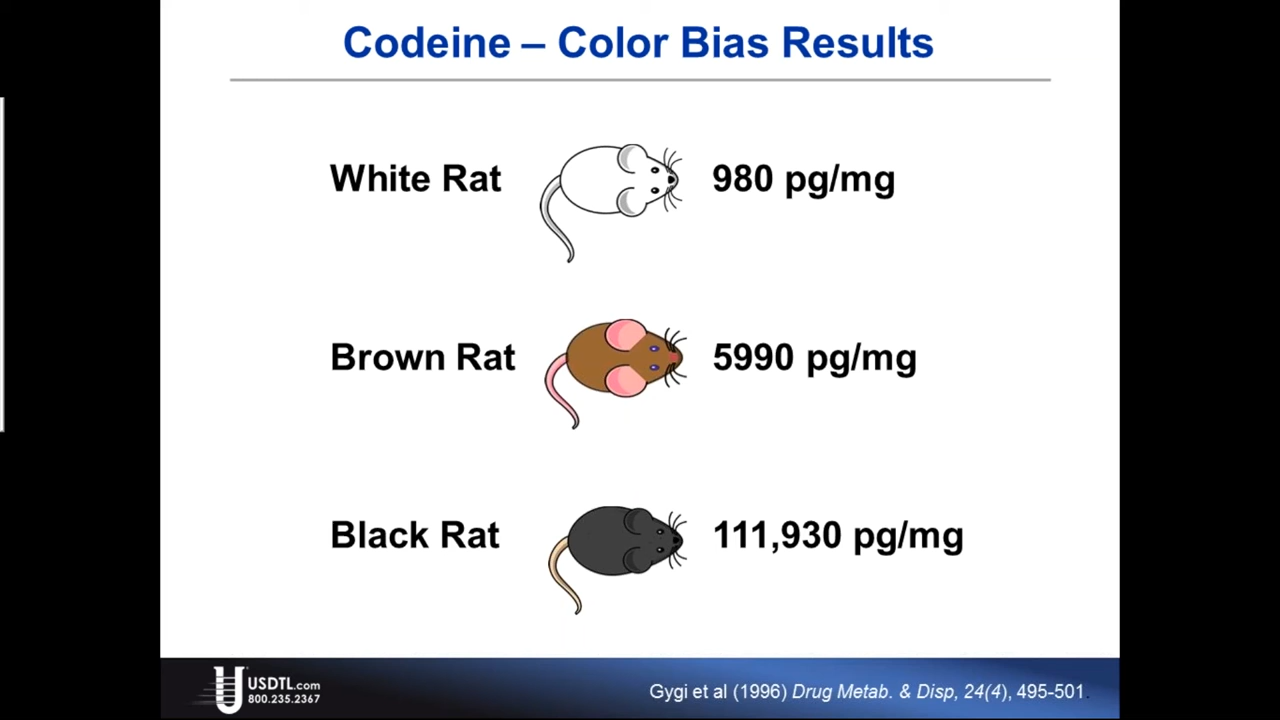 Codeine – Color Bias Results
White Rat 980 pg/mg
Brown Rat 5990 pg/mg
Black Rat 111,930 pg/mg
USDTL.com
800.235.2367
Gygi et al (1996) Drug Metab. & Disp, 24(4), 495-501.